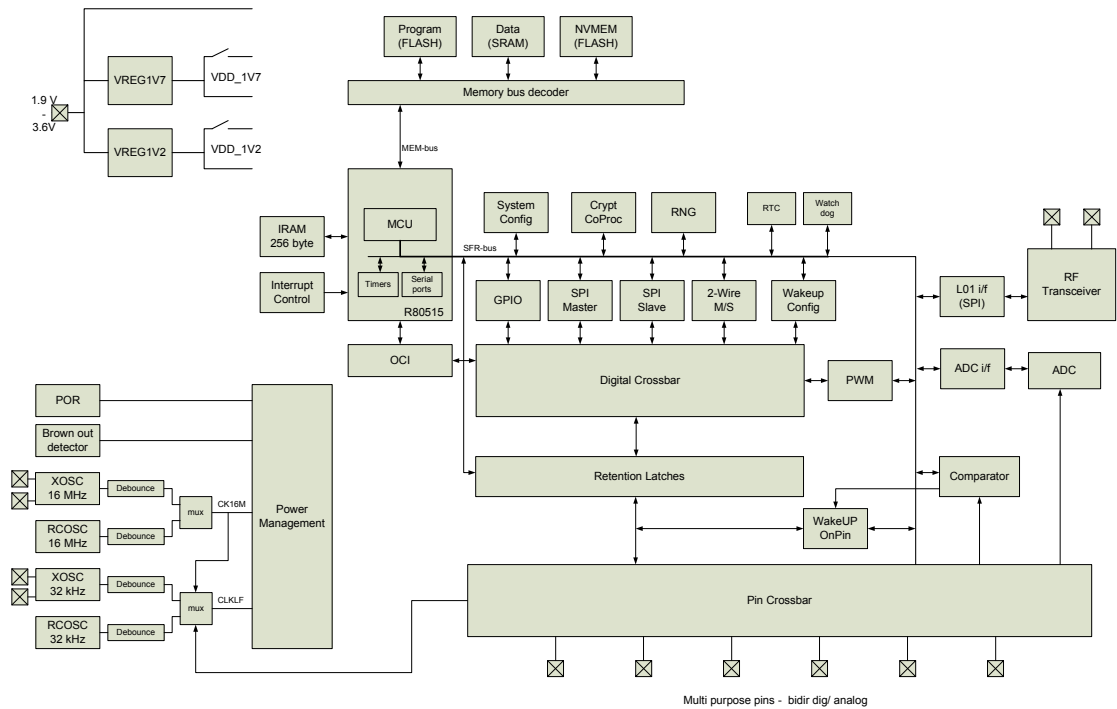 Program
(FLASH)
Data
(SRAM)
NVMEM
(FLASH)
Memory bus decoder
1.9 V
-
3.6V
VREG1V7
VDD_1V7
VREG1V2
VDD_1V2
MEM-bus
MCU
Timers
Serial
ports
R80515
IRAM
256 byte
Interrupt
Control
SFR-bus
System
Config
Crypt
CoProc
RNG
RTC
Watch
dog
GPIO
SPI
Master
SPI
Slave
2-Wire
M/S
Wakeup
Config
L01 i/f
(SPI)
RF
Transceiver
OCI
Digital Crossbar
PWM
ADC i/f
ADC
POR
Brown out
detector
XOSC
16 MHz
Debounce
RCOSC
16 MHz
Debounce
mux
CK16M
XOSC
32 kHz
Debounce
RCOSC
32 kHz
Debounce
mux
CLKLF
Power
Management
Retention Latches
Comparator
WakeUP
OnPin
Pin Crossbar
Multi purpose pins - bidir dig/ analog